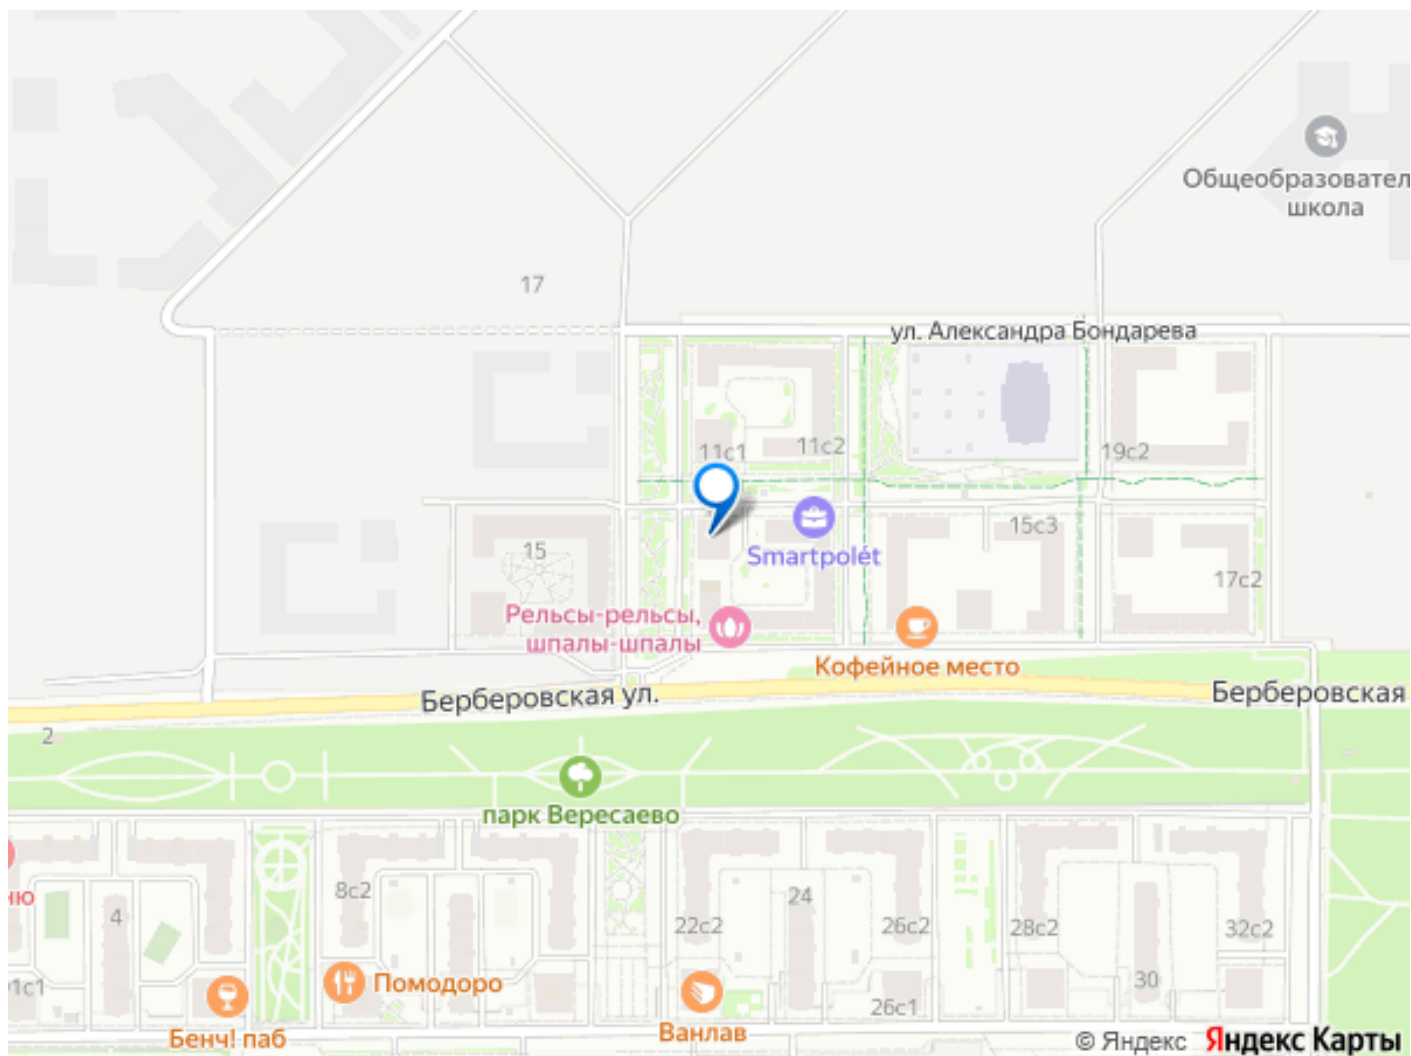 Общеобразовател
школа
17
ул. Александра Бондарева
11с1
11с2
19с2
15
Smartpolét
15с3
17с2
Рельсы-рельсы,
шпалы-шпалы
Кофейное место
Берберовская ул.
Берберовская
2
парк Вересаево
ню
4
8с2
22с2
24
26с2
28с2
32с2
91с1
Помодоро
30
26с1
Бенч! паб
Ванлав
© Яндекс Яндекс Карты